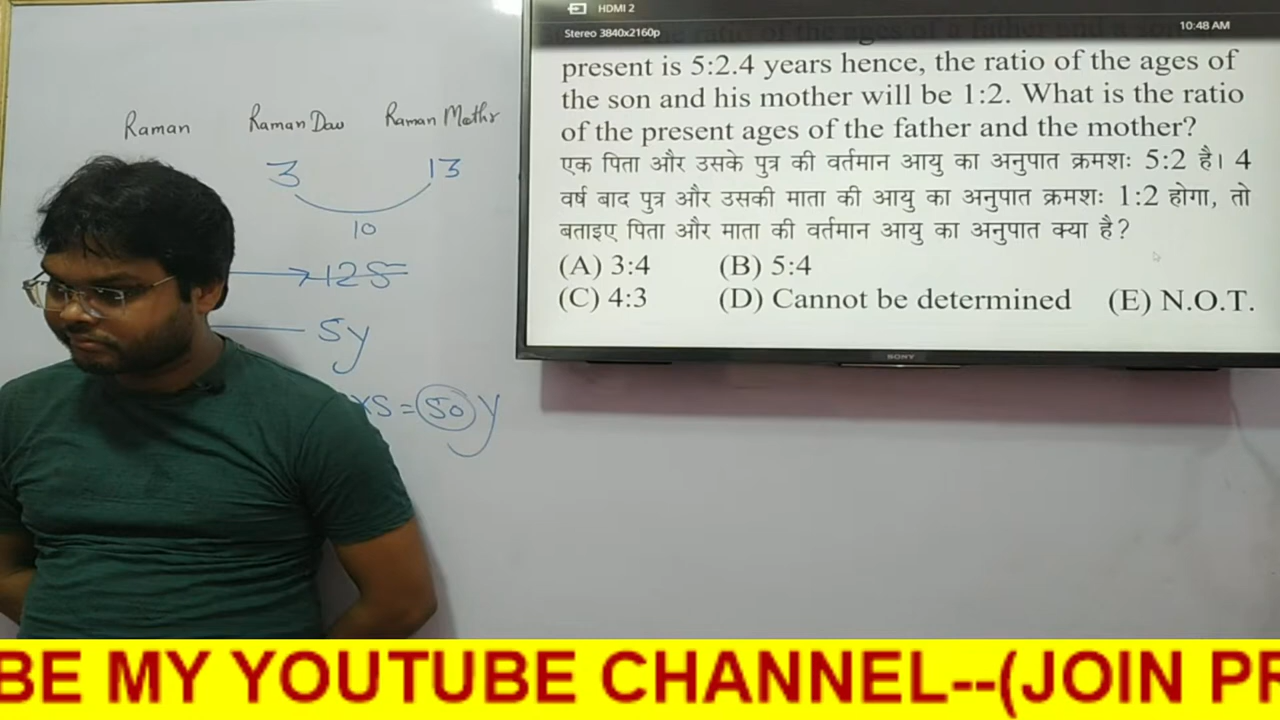 HDMI 2
Stereo 3840x2160p
10:48 AM
present is 5:2.4 years hence, the ratio of the ages of
the son and his mother will be 1:2. What is the ratio
of the present ages of the father and the mother?
एक पिता और उसके पुत्र की वर्तमान आयु का अनुपात क्रमशः 5:2 है। 4
वर्ष बाद पुत्र और उसकी माता की आयु का अनुपात क्रमशः 1:2 होगा, तो
बताइए पिता और माता की वर्तमान आयु का अनुपात क्या है?
(A) 3:4 (B) 5:4
(C) 4:3 (D) Cannot be determined (E) N.O.T.
SONY
Raman Raman Dau Raman Mother
3 13
10
125
5y
x5 = 50 y
BE MY YOUTUBE CHANNEL--(JOIN PR